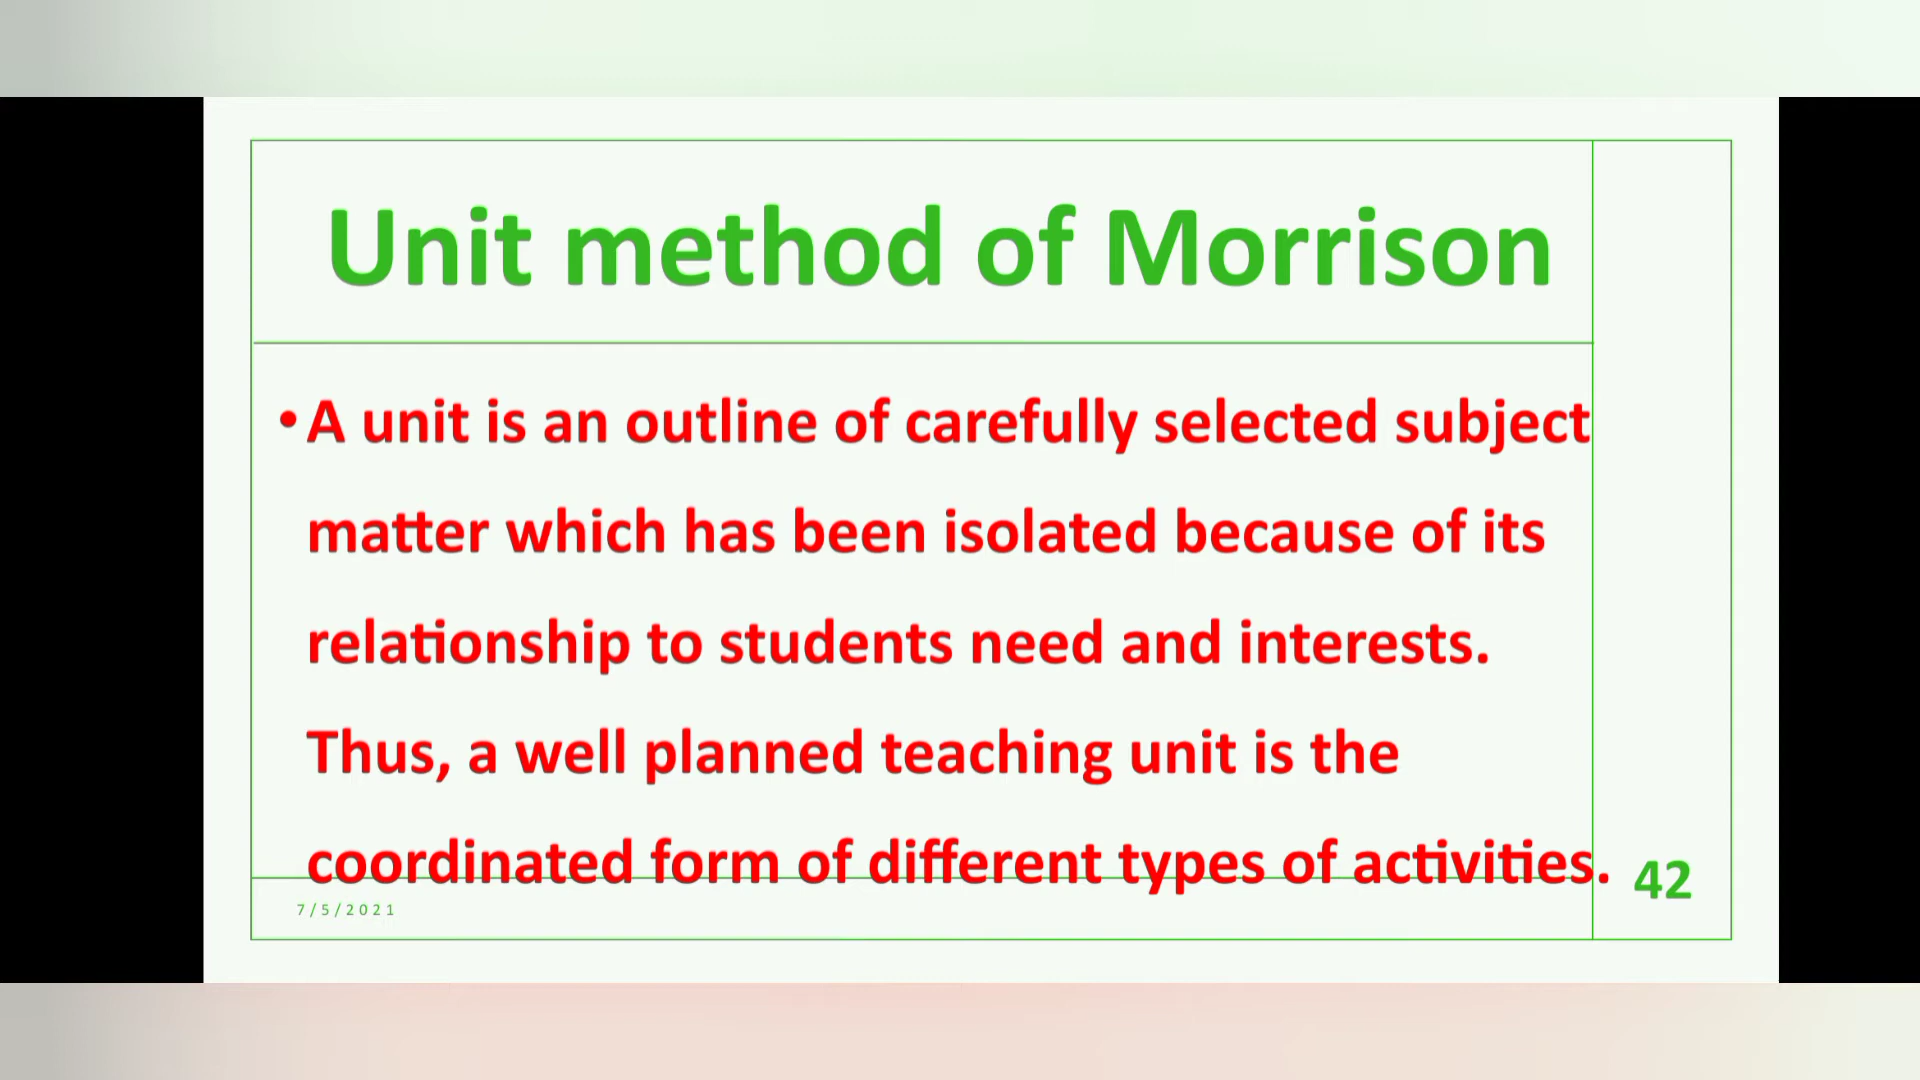 Unit method of Morrison
• A unit is an outline of carefully selected subject
matter which has been isolated because of its
relationship to students need and interests.
Thus, a well planned teaching unit is the
coordinated form of different types of activities.
42
7/5/2021